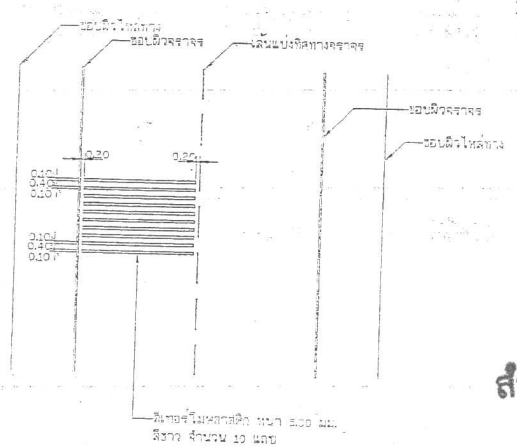 ขอบผิวไหล่ทาง
ขอบผิวจราจร
เส้นแบ่งทิศทางจราจร
ขอบผิวจราจร
ขอบผิวไหล่ทาง
0.20
0.20
0.10
0.40
0.10
0.10
0.40
0.10
สีเทอร์โมพลาสติก หนา 5.00 มม.
สีขาว จำนวน 10 แถบ